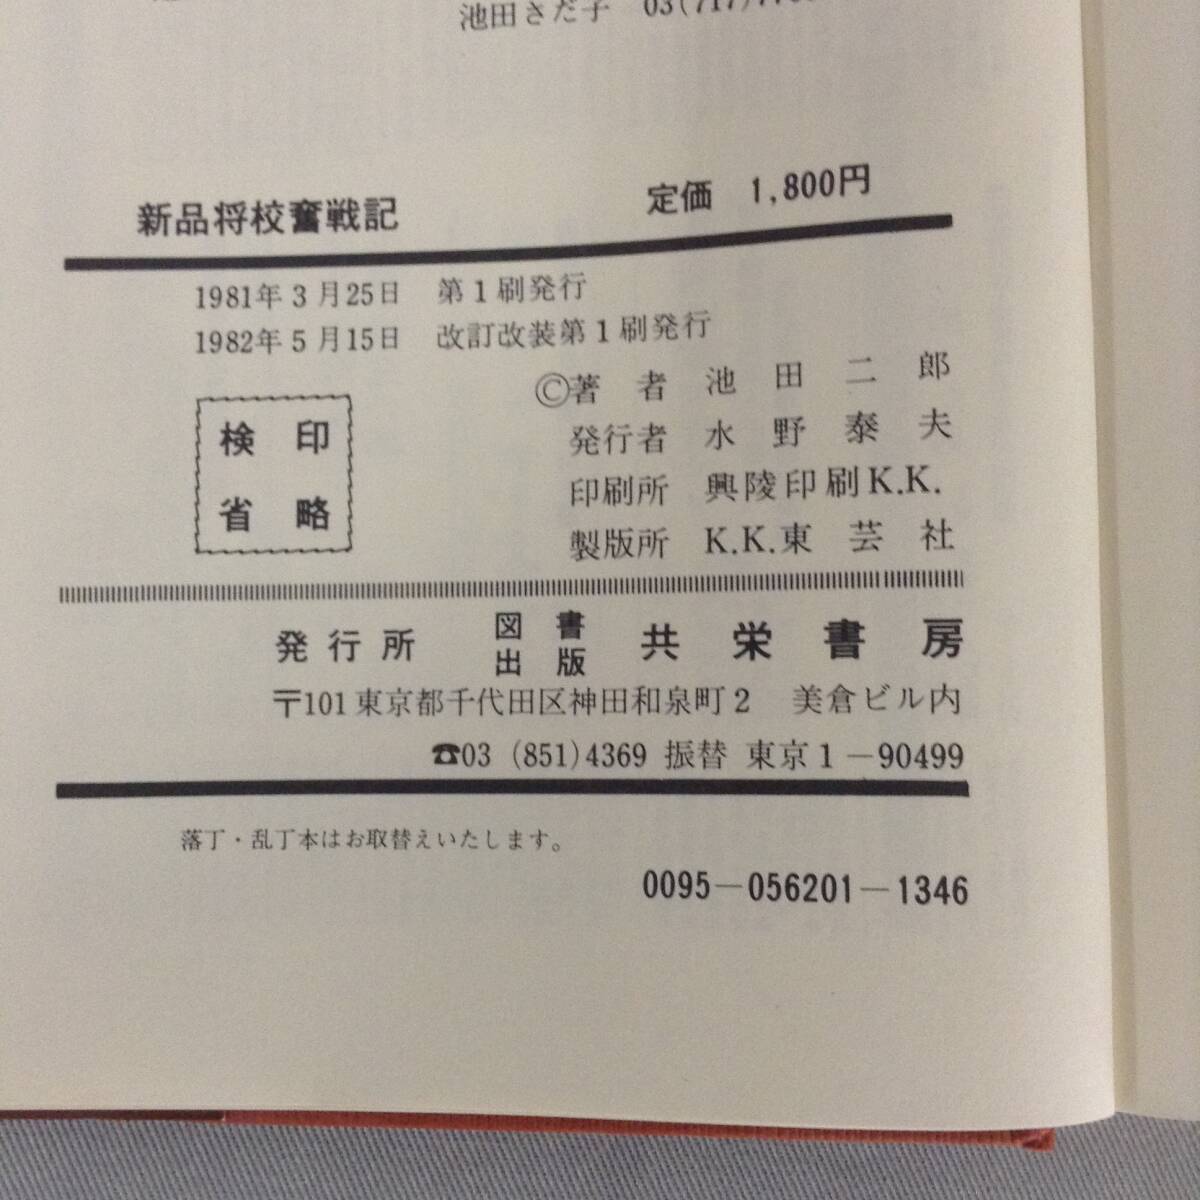 池田さだ子
新品将校奮戦記 定価 1,800円
1981年3月25日 第1刷発行
1982年5月15日 改訂改装第1刷発行
©著者 池田二郎
発行者 水野泰夫
印刷所 興陵印刷K.K.
製版所 K.K.東芸社
検印
省略
発行所 図書出版 共栄書房
〒101東京都千代田区神田和泉町2 美倉ビル内
☎03(851)4369 振替 東京1-90499
落丁・乱丁本はお取替えいたします。
0095-056201-1346